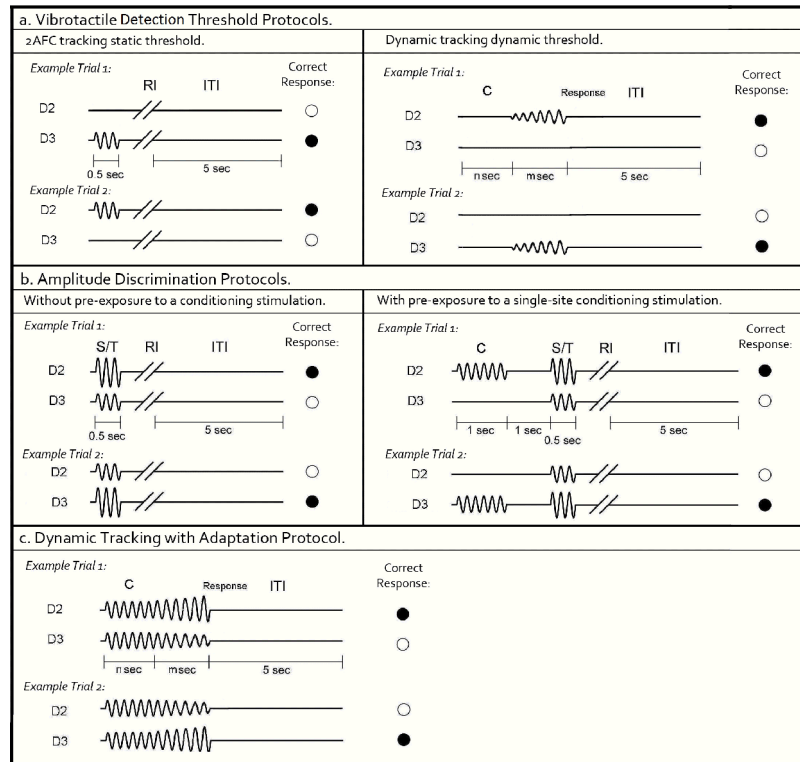 a. Vibrotactile Detection Threshold Protocols.
2AFC tracking static threshold.
Example Trial 1:
Correct
Response:
RI ITI
D2
D3
0.5 sec 5 sec
Example Trial 2:
D2
D3
Dynamic tracking dynamic threshold.
Example Trial 1:
Correct
Response:
C Response ITI
D2
D3
n sec m sec 5 sec
Example Trial 2:
D2
D3
b. Amplitude Discrimination Protocols.
Without pre-exposure to a conditioning stimulation.
Example Trial 1:
Correct
Response:
S/T RI ITI
D2
D3
0.5 sec 5 sec
Example Trial 2:
D2
D3
With pre-exposure to a single-site conditioning stimulation.
Example Trial 1:
Correct
Response:
C S/T RI ITI
D2
D3
1 sec 1 sec 0.5 sec 5 sec
Example Trial 2:
D2
D3
c. Dynamic Tracking with Adaptation Protocol.
Example Trial 1:
Correct
Response:
C Response ITI
D2
D3
n sec m sec 5 sec
Example Trial 2:
D2
D3